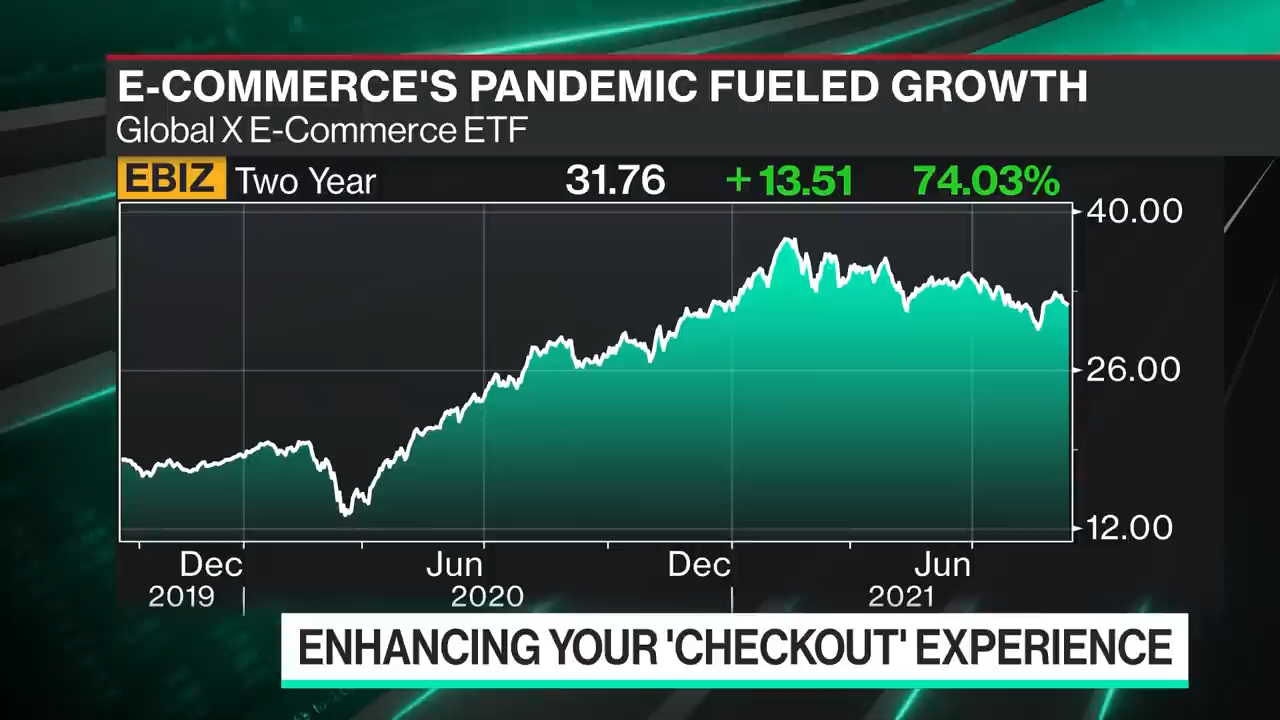 E-COMMERCE'S PANDEMIC FUELED GROWTH
Global X E-Commerce ETF
EBIZ Two Year 31.76 +13.51 74.03%
40.00
26.00
12.00
Dec Jun Dec Jun
2019 2020 2021
ENHANCING YOUR 'CHECKOUT' EXPERIENCE